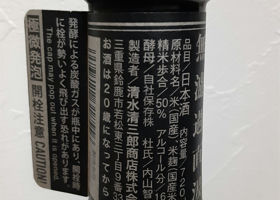 極微発泡 開栓注意 CAUTION
The cap may pop out when it is opened.
発酵による炭酸ガスが瓶中にあり、開栓時
に栓が勢いよく飛び出す恐れがあります。
品目/日本酒 内容量/720
原材料名/米(国産)、米麹(国産米
精米歩合/50% アルコール分/16
酵母/自社保存株 杜氏/内山智
製造者/清水清三郎商店株式会
三重県鈴鹿市若松東三丁目9番33
お酒は20歳になってから